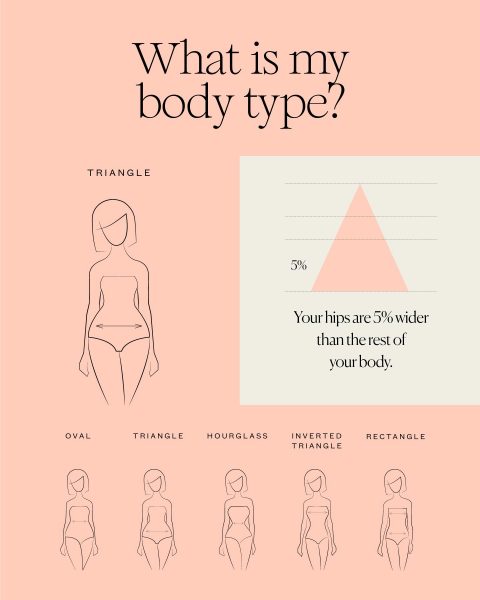 What is my
body type?
TRIANGLE
5%
Your hips are 5% wider
than the rest of
your body.
OVAL
TRIANGLE
HOURGLASS
INVERTED
TRIANGLE
RECTANGLE